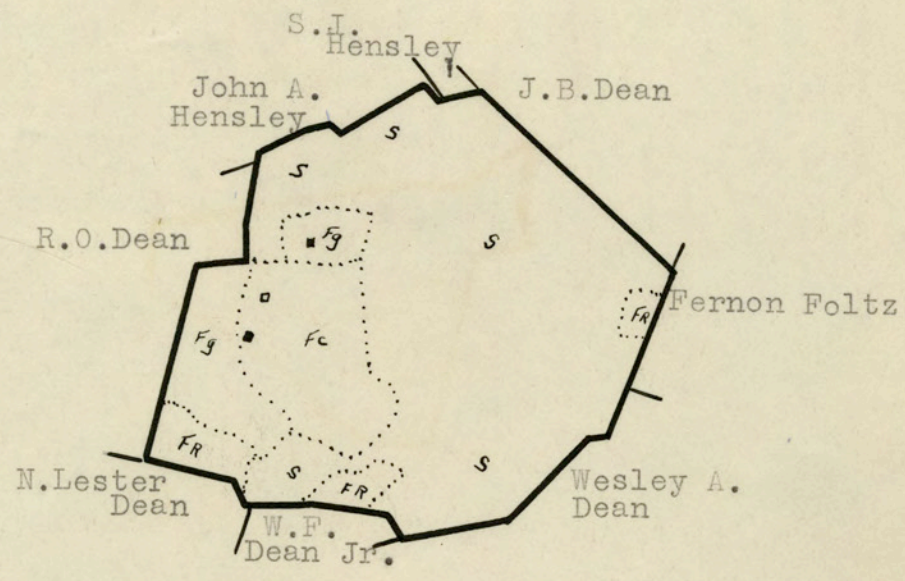 S.I.
Hensley
John A.
Hensley
J.B.Dean
S
S
R.O.Dean
Fg
S
Fernon Foltz
FR
Fg
Fc
FR
S
FR
S
N.Lester
Dean
W.F.
Dean Jr.
Wesley A.
Dean